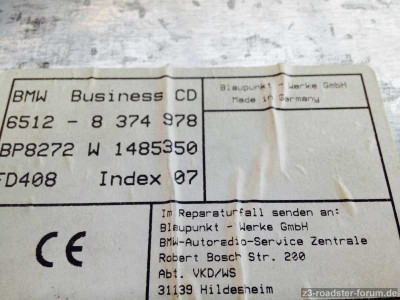 BMW Business CD
6512 - 8 374 978
BP8272 W 1485350
FD408 Index 07
Blaupunkt - Werke GmbH
Made in Germany
CE
Im Reparaturfall senden an:
Blaupunkt - Werke GmbH
BMW-Autoradio-Service Zentrale
Robert Bosch Str. 200
Abt. VKD/WS
31139 Hildesheim
z3-roadster-forum.de